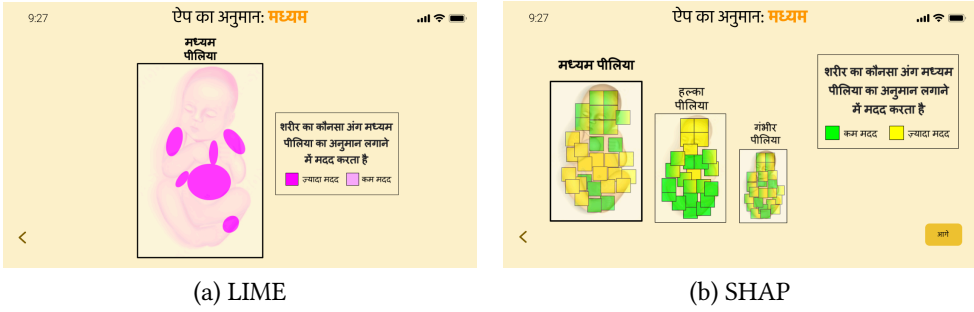 9:27
ऐप का अनुमान: मध्यम
मध्यम
पीलिया
शरीर का कौनसा अंग मध्यम
पीलिया का अनुमान लगाने
में मदद करता है
ज़्यादा मदद
कम मदद
(a) LIME
9:27
ऐप का अनुमान: मध्यम
मध्यम पीलिया
हल्का
पीलिया
गंभीर
पीलिया
शरीर का कौनसा अंग मध्यम
पीलिया का अनुमान लगाने
में मदद करता है
कम मदद
ज़्यादा मदद
आगे
(b) SHAP